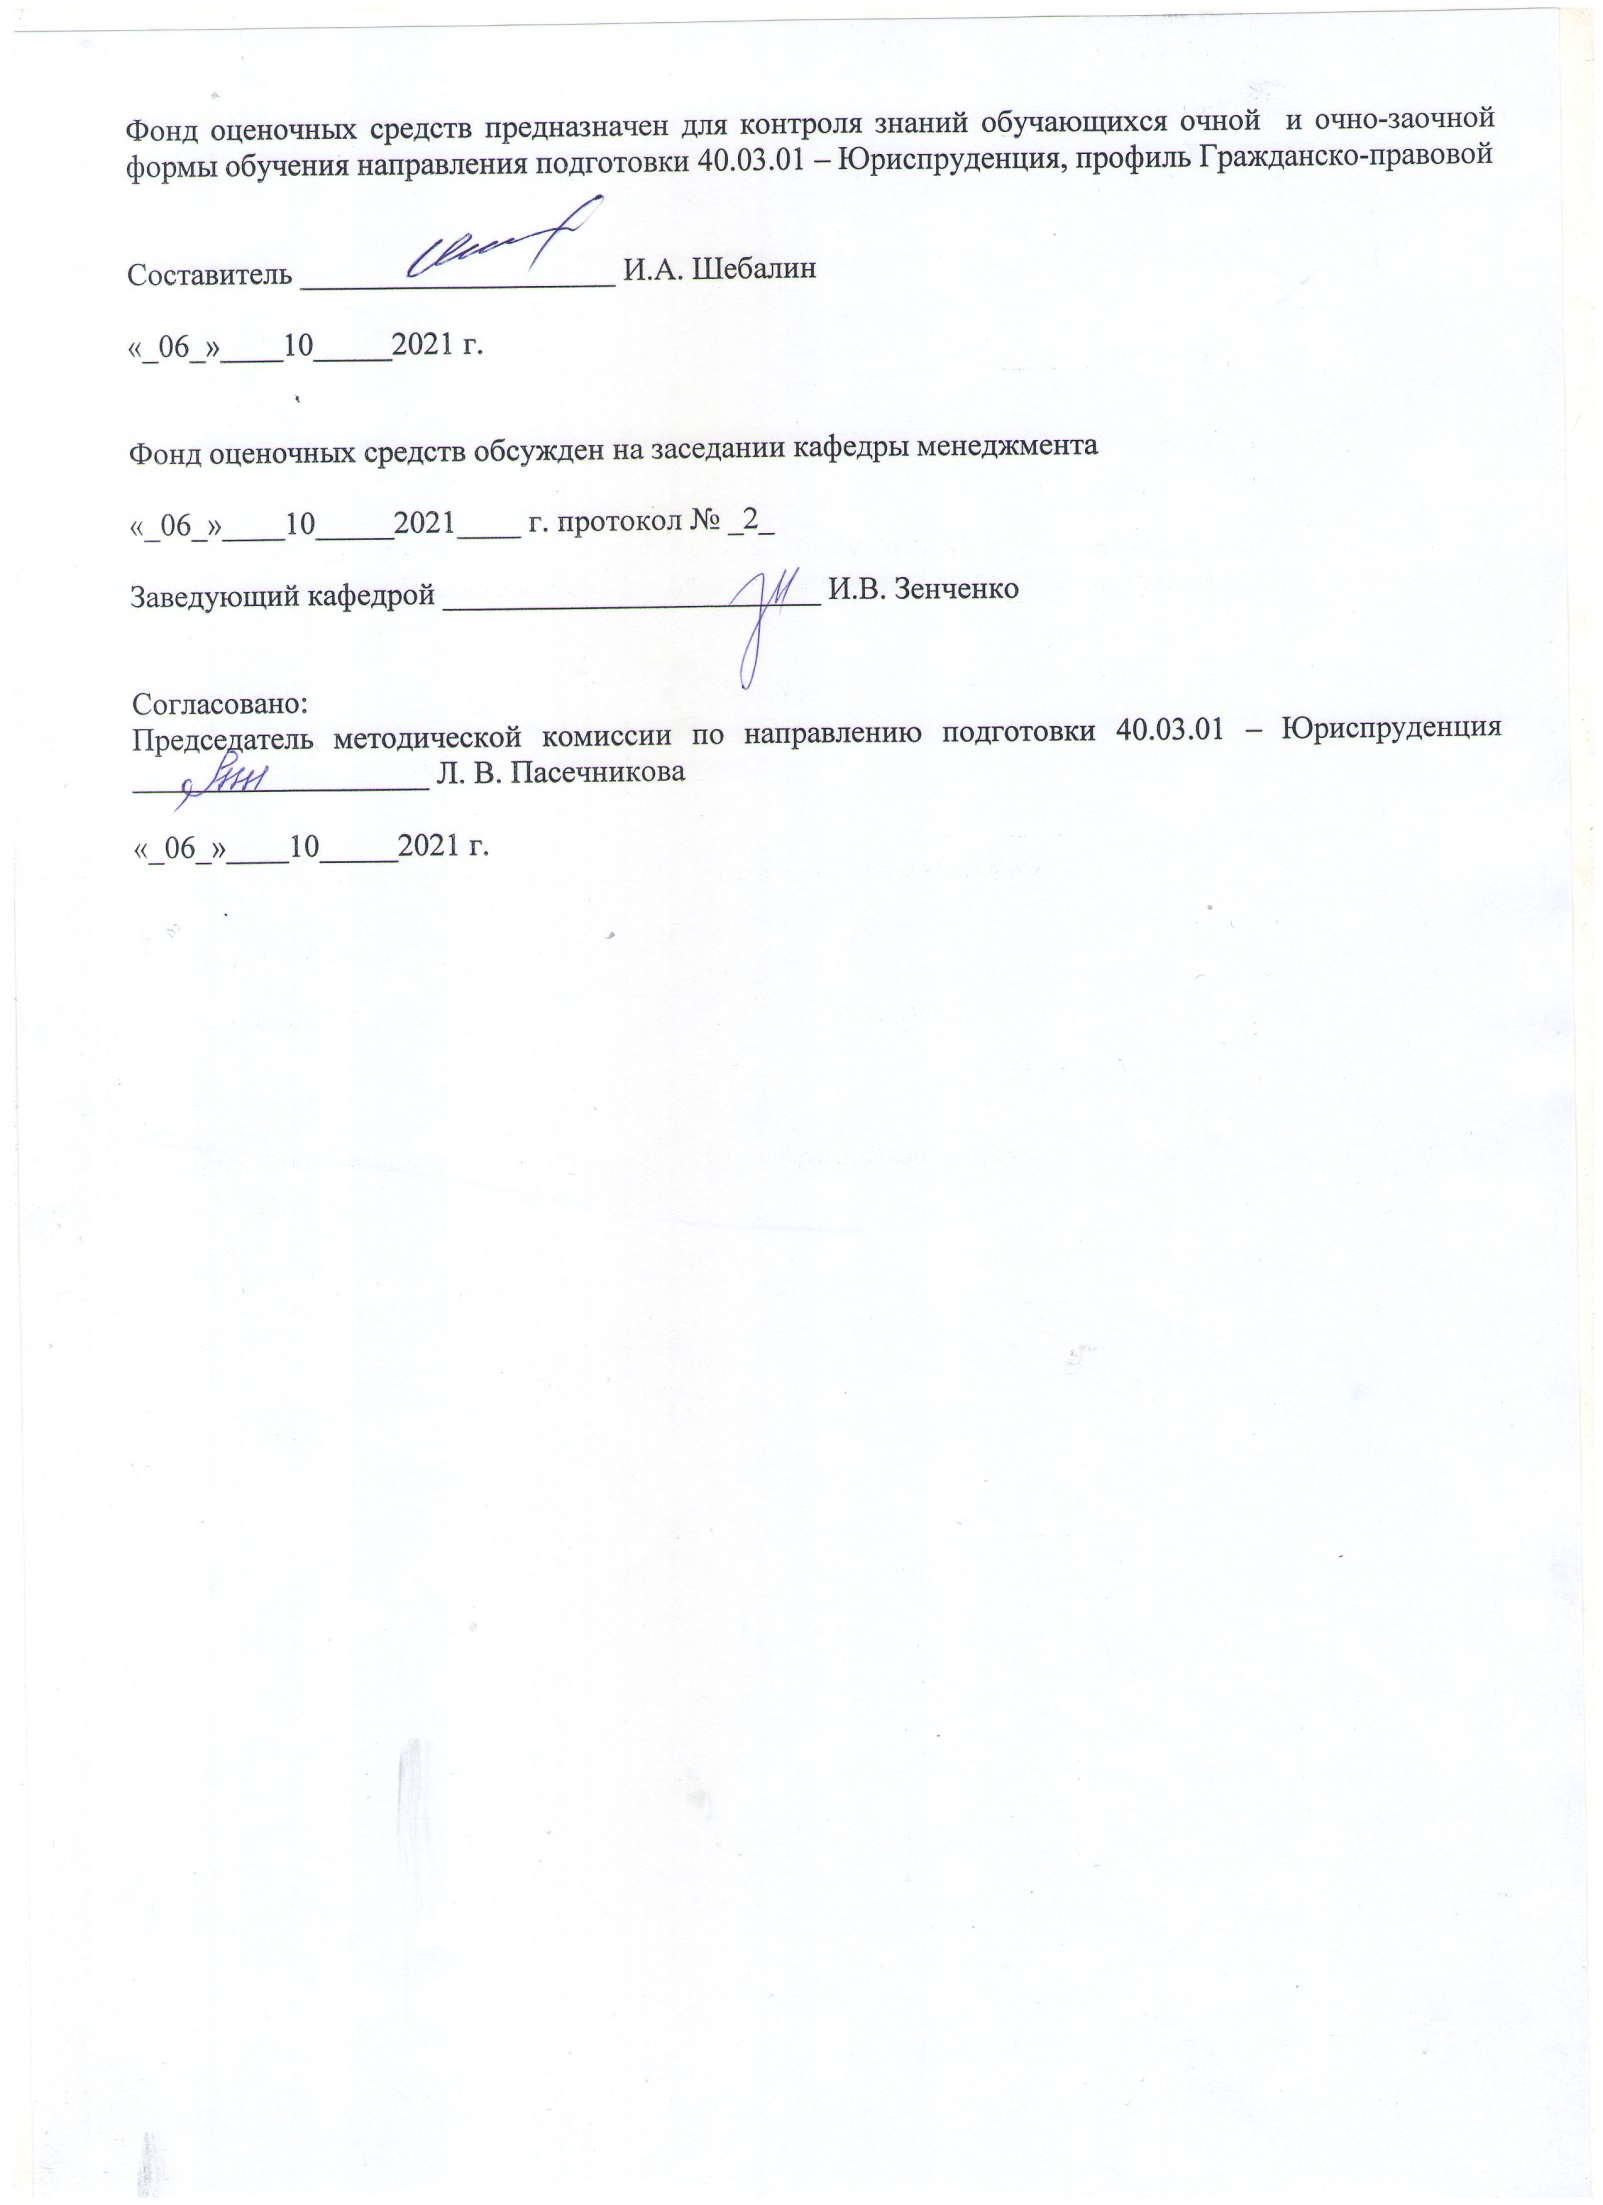 Фонд оценочных средств предназначен для контроля знаний обучающихся очной и очно-заочной
формы обучения направления подготовки 40.03.01 – Юриспруденция, профиль Гражданско-правовой
Составитель ____________________ И.А. Шебалин
«_06_»____10_____2021 г.
Фонд оценочных средств обсужден на заседании кафедры менеджмента
«_06_»____10_____2021____ г. протокол № _2_
Заведующий кафедрой ________________________ И.В. Зенченко
Согласовано:
Председатель методической комиссии по направлению подготовки 40.03.01 – Юриспруденция
___________________ Л. В. Пасечникова
«_06_»____10_____2021 г.